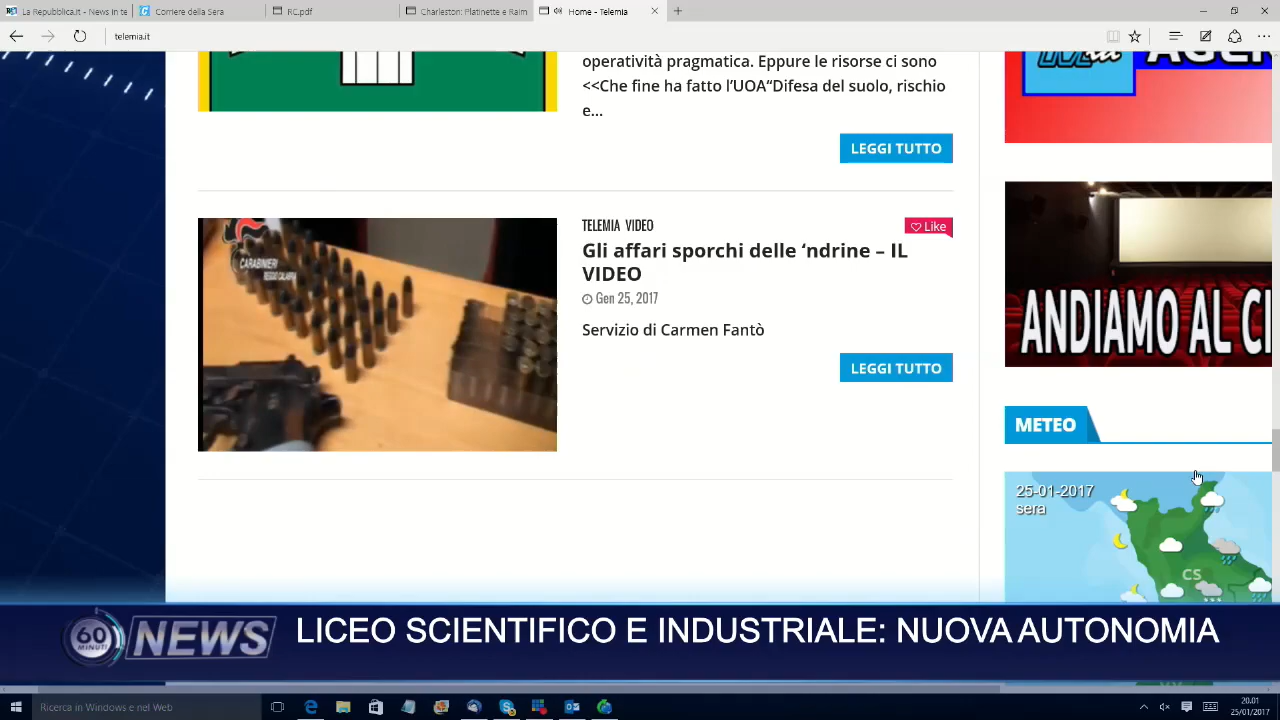 La Repubblica.it - News in te
Corriere della Sera
RC.pdf
Charleston: Platinette e Raim
Home - Telemia
telemia.it
operatività pragmatica. Eppure le risorse ci sono
<<Che fine ha fatto l'UOA"Difesa del suolo, rischio
e...
LEGGI TUTTO
TELEMIA VIDEO
Like
Gli affari sporchi delle ‘ndrine – IL
VIDEO
Gen 25, 2017
Servizio di Carmen Fantò
LEGGI TUTTO
CARABINIERI
REGGIO CALABRIA
ANDIAMO AL CI
METEO
25-01-2017
sera
CS
60 MINUTI NEWS
LICEO SCIENTIFICO E INDUSTRIALE: NUOVA AUTONOMIA
Ricerca in Windows e nel Web
20.01
25/01/2017